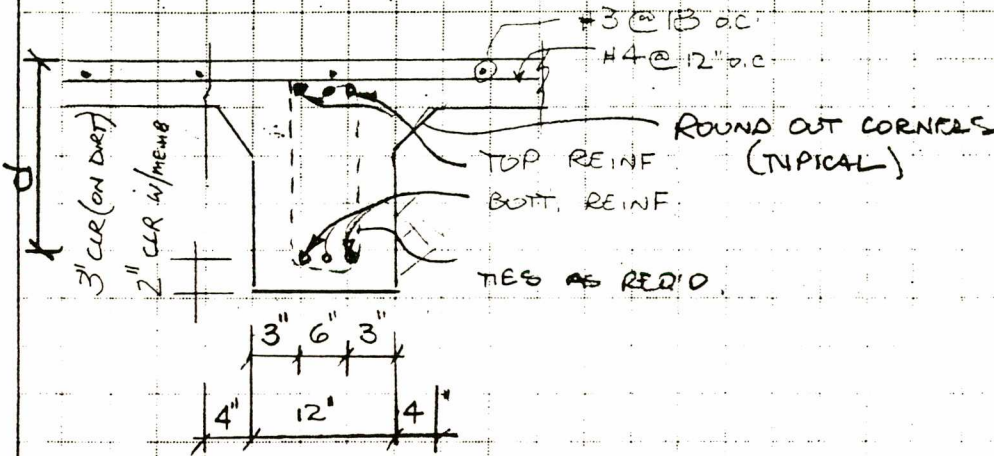 #3 @ 18 o.c.
#4 @ 12" o.c.
ROUND OUT CORNERS
(TYPICAL)
TOP REINF
BOTT. REINF.
TIES AS REQ'D.
d
3" CLR (ON DIRT)
2" CLR W/MEMB
3" 6" 3"
4" 12" 4"